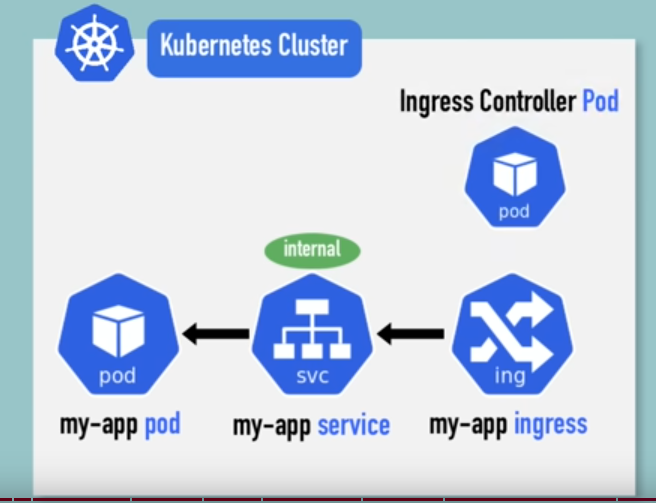 Kubernetes Cluster
Ingress Controller Pod
pod
internal
pod
svc
ing
my-app pod
my-app service
my-app ingress